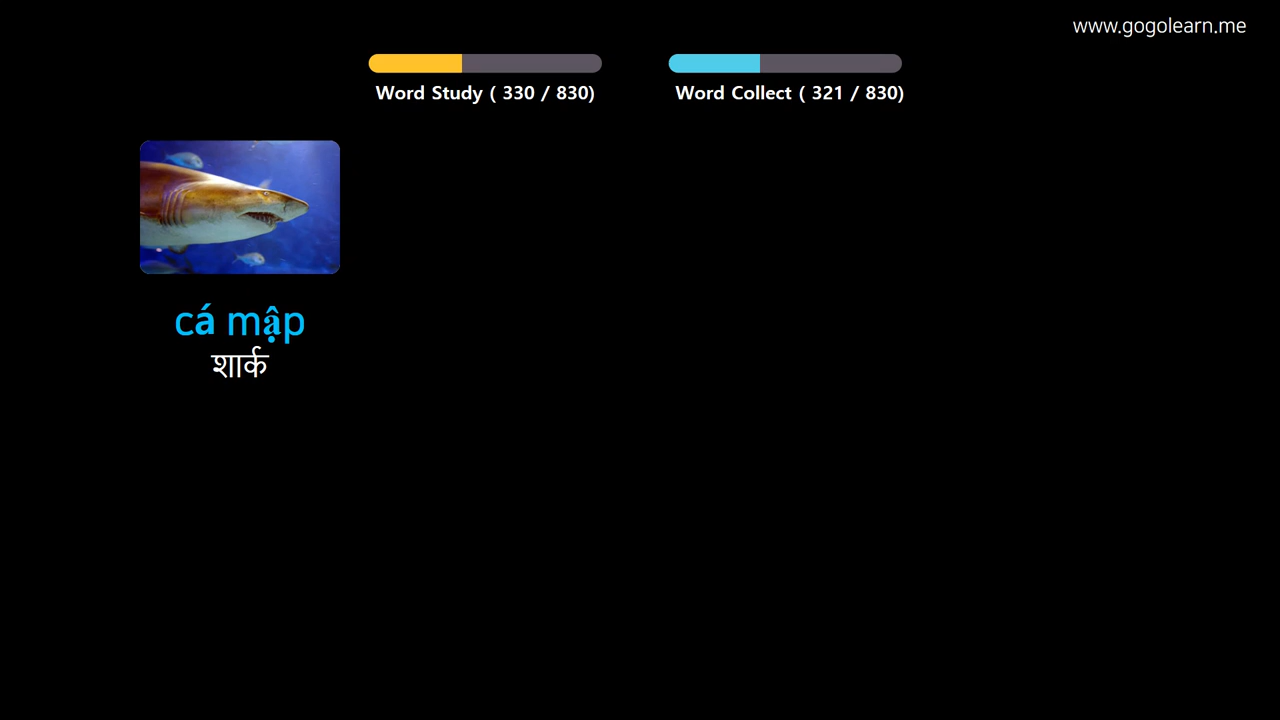 www.gogolearn.me
Word Study ( 330 / 830)
Word Collect ( 321 / 830)
cá mập
शार्क